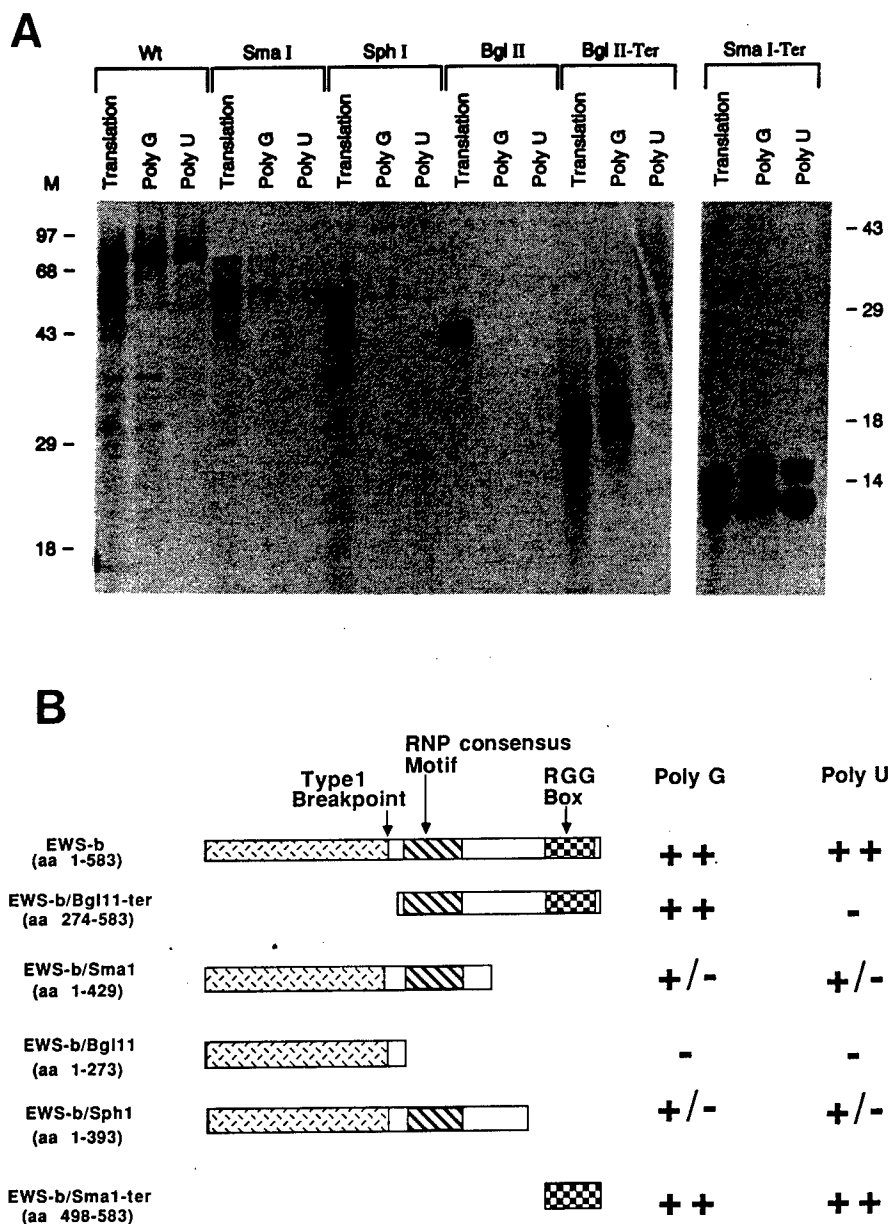 A
Wt Sma I Sph I Bgl II Bgl II-Ter Sma I-Ter
Translation Poly G Poly U Translation Poly G Poly U Translation Poly G Poly U Translation Poly G Poly U Translation Poly G Poly U Translation Poly G Poly U
M
97 –
68 –
43 –
29 –
18 –
– 43
– 29
– 18
– 14
B
RNP consensus
Motif
Type1
Breakpoint
RGG
Box
Poly G
Poly U
EWS-b
(aa 1-583)
+ +
+ +
EWS-b/Bgl11-ter
(aa 274-583)
+ +
-
EWS-b/Sma1
(aa 1-429)
+/-
+/-
EWS-b/Bgl11
(aa 1-273)
-
-
EWS-b/Sph1
(aa 1-393)
+/-
+/-
EWS-b/Sma1-ter
(aa 498-583)
+ +
+ +